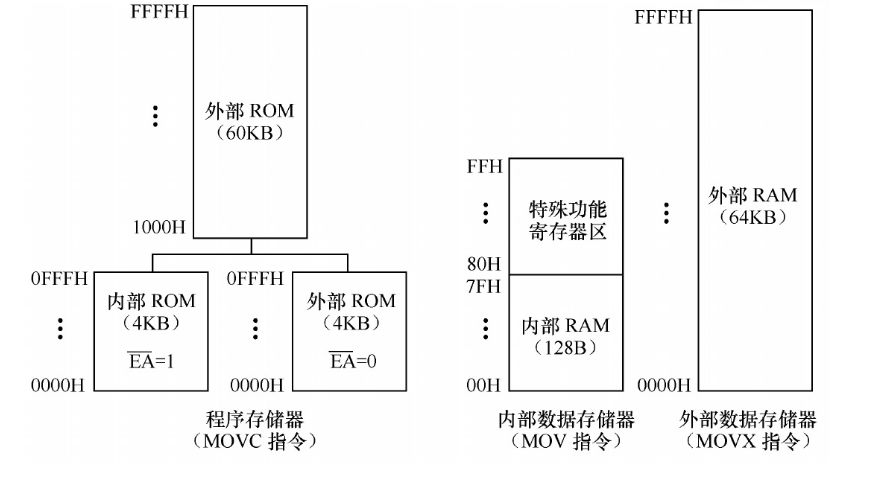 FFFFH
⋮
外部 ROM
（60KB）
1000H
0FFFH
⋮
0000H
内部 ROM
（4KB）
E̅A̅=1
0FFFH
⋮
0000H
外部 ROM
（4KB）
E̅A̅=0
程序存储器
（MOVC 指令）
FFH
⋮
80H
7FH
⋮
00H
特殊功能
寄存器区
内部 RAM
（128B）
内部数据存储器
（MOV 指令）
FFFFH
⋮
0000H
外部 RAM
（64KB）
外部数据存储器
（MOVX 指令）